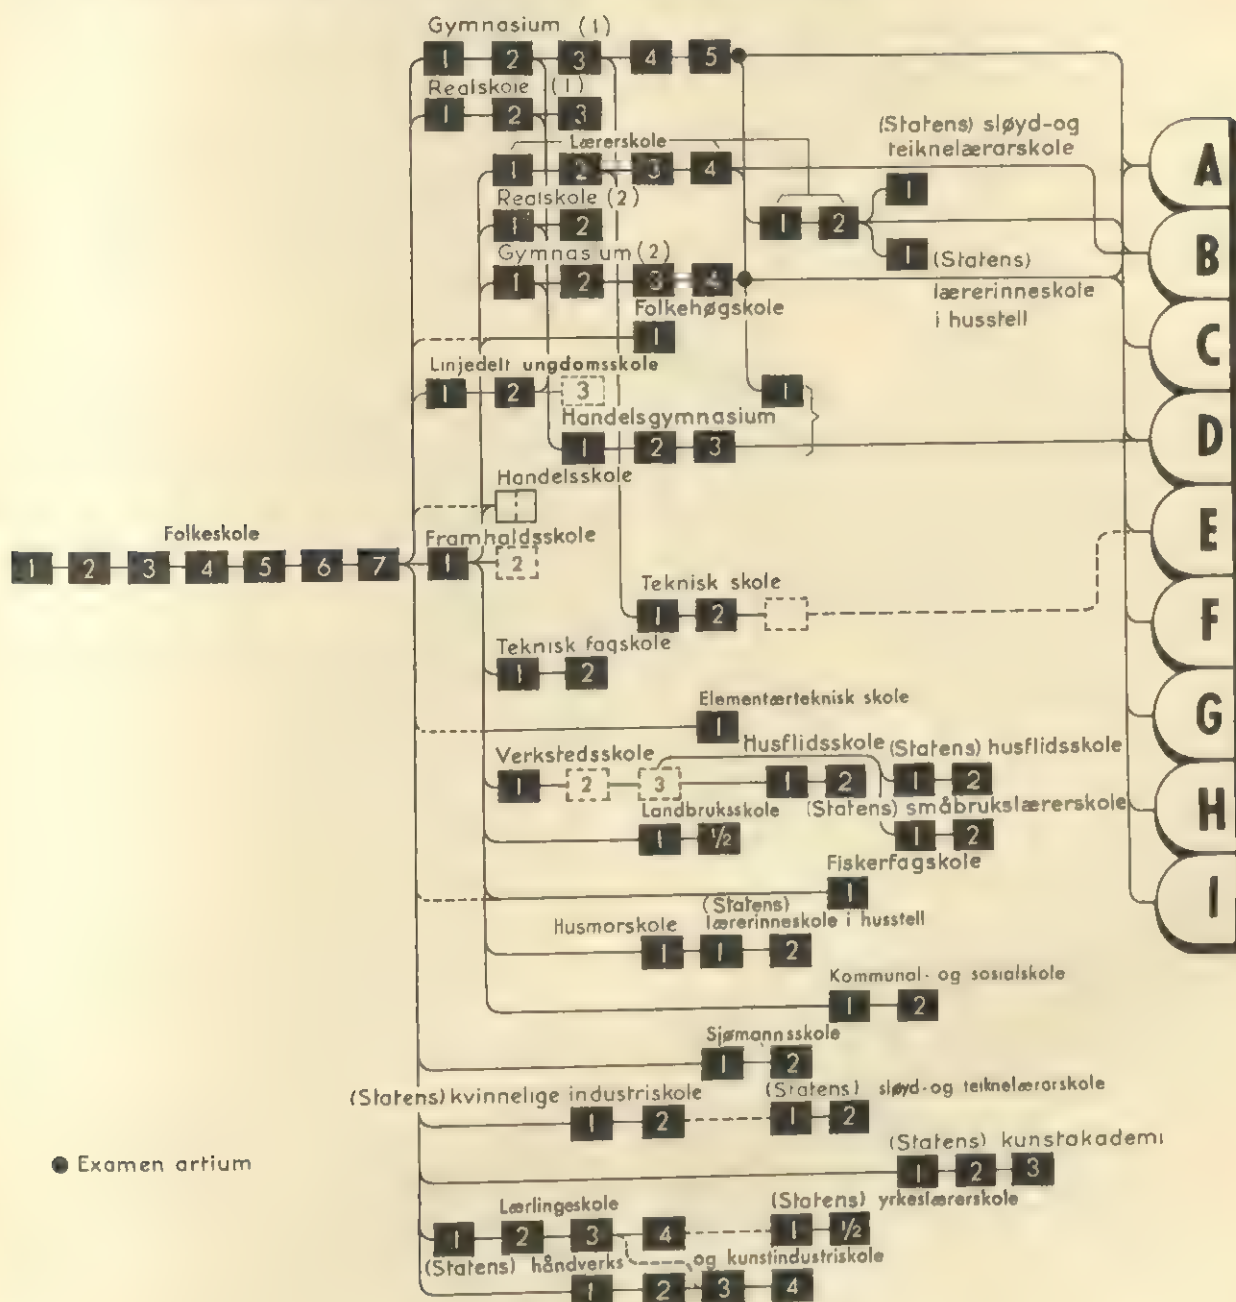 Gymnasium (1)
1 2 3 4 5
Realskole (1)
1 2 3
Lærerskole
1 2 3 4
(Statens) sløyd-og
teiknelærarskole
1
1 2
A
Realskole (2)
1 2
Gymnasium (2)
1 2 3 4
1
(Statens)
lærerinneskole
i husstell
B
Folkehøgskole
1
C
Linjedelt ungdomsskole
1 2 3
1
Handelsgymnasium
1 2 3
D
Handelsskole
E
Folkeskole
1 2 3 4 5 6 7
Framhaldsskole
1 2
Teknisk skole
1 2
F
Teknisk fagskole
1 2
Elementærteknisk skole
1
G
Verkstedsskole
1 2 3
Husflidsskole
1 2
(Statens) husflidsskole
1 2
Landbruksskole
1 ½
(Statens) småbrukslærerskole
1 2
H
Fiskerfagskole
1
I
Husmorskole
1
(Statens)
lærerinneskole i husstell
1 2
Kommunal- og sosialskole
1 2
Sjømannsskole
1 2
(Statens) kvinnelige industriskole
1 2
(Statens) sløyd-og teiknelærarskole
1 2
(Statens) kunstakademi
1 2 3
● Examen artium
Lærlingeskole
1 2 3 4
(Statens) yrkeslærerskole
1 ½
(Statens) håndverks og kunstindustriskole
1 2 3 4